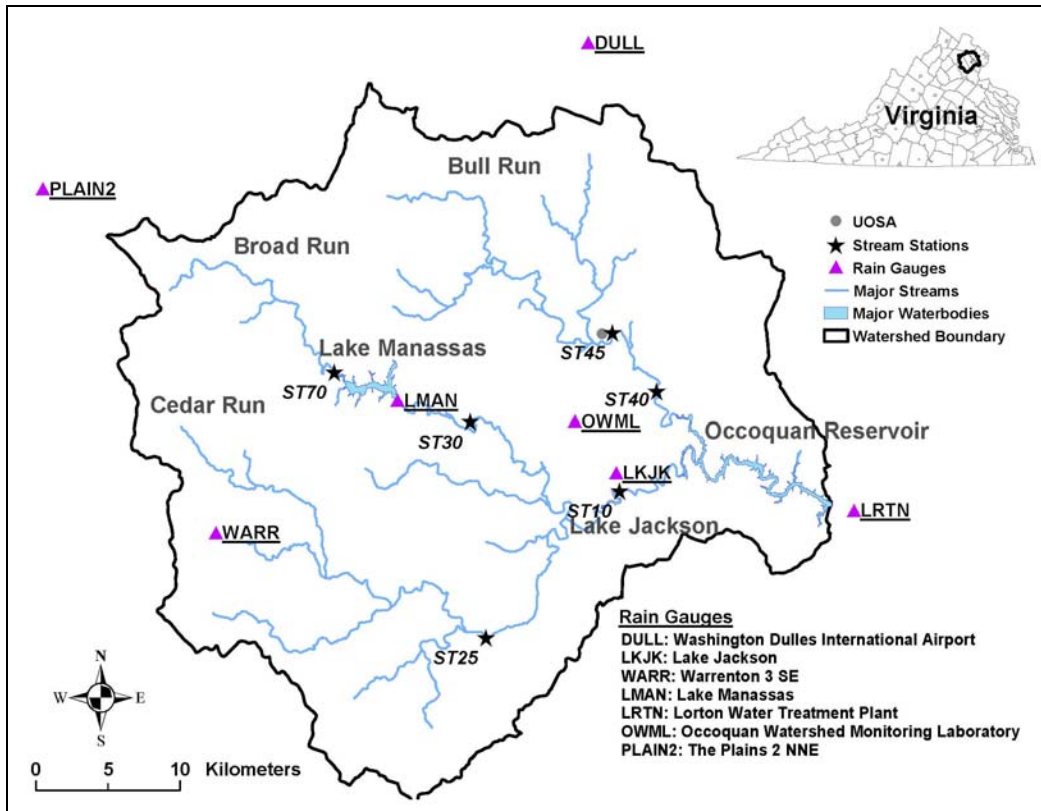 DULL
Virginia
Bull Run
PLAIN2
UOSA
Broad Run
Stream Stations
Rain Gauges
Major Streams
Major Waterbodies
Watershed Boundary
ST45
Lake Manassas
ST70
LMAN
ST40
Cedar Run
OWML
Occoquan Reservoir
ST30
LKJK
ST10
LRTN
Lake Jackson
WARR
Rain Gauges
DULL: Washington Dulles International Airport
LKJK: Lake Jackson
WARR: Warrenton 3 SE
LMAN: Lake Manassas
LRTN: Lorton Water Treatment Plant
OWML: Occoquan Watershed Monitoring Laboratory
PLAIN2: The Plains 2 NNE
ST25
N
W E
S
0 5 10 Kilometers